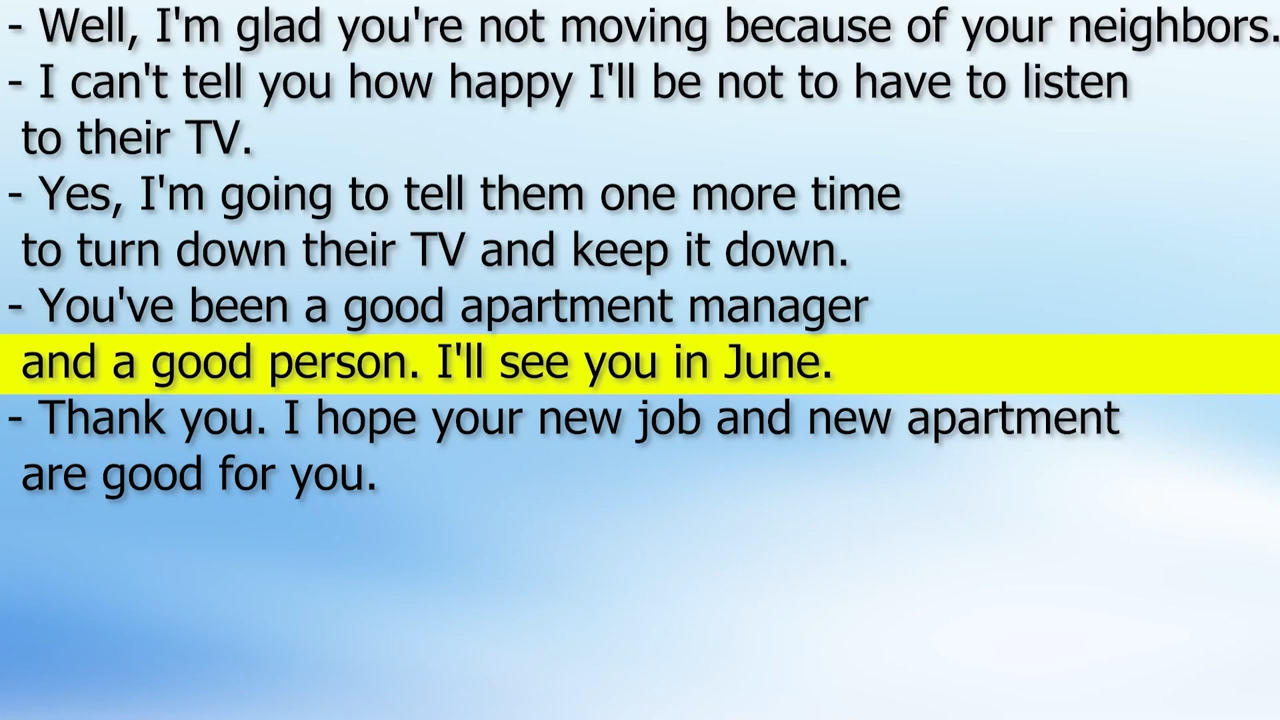 - Well, I'm glad you're not moving because of your neighbors.
- I can't tell you how happy I'll be not to have to listen
to their TV.
- Yes, I'm going to tell them one more time
to turn down their TV and keep it down.
- You've been a good apartment manager
and a good person. I'll see you in June.
- Thank you. I hope your new job and new apartment
are good for you.